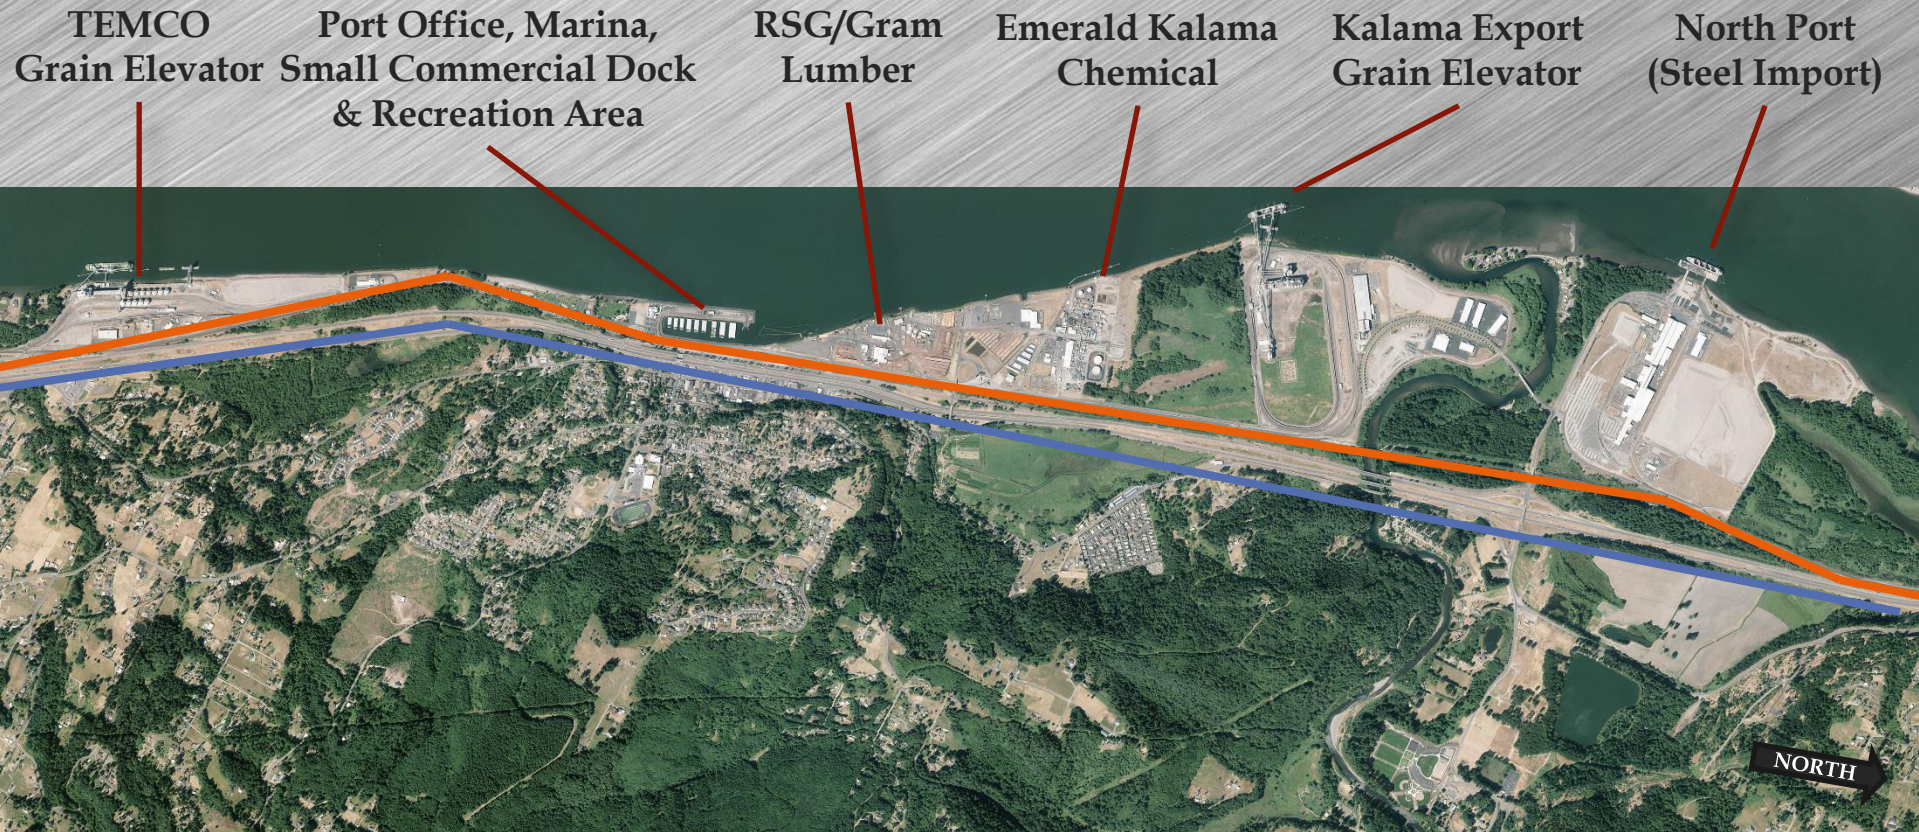 TEMCO
Grain Elevator
Port Office, Marina,
Small Commercial Dock
& Recreation Area
RSG/Gram
Lumber
Emerald Kalama
Chemical
Kalama Export
Grain Elevator
North Port
(Steel Import)
NORTH